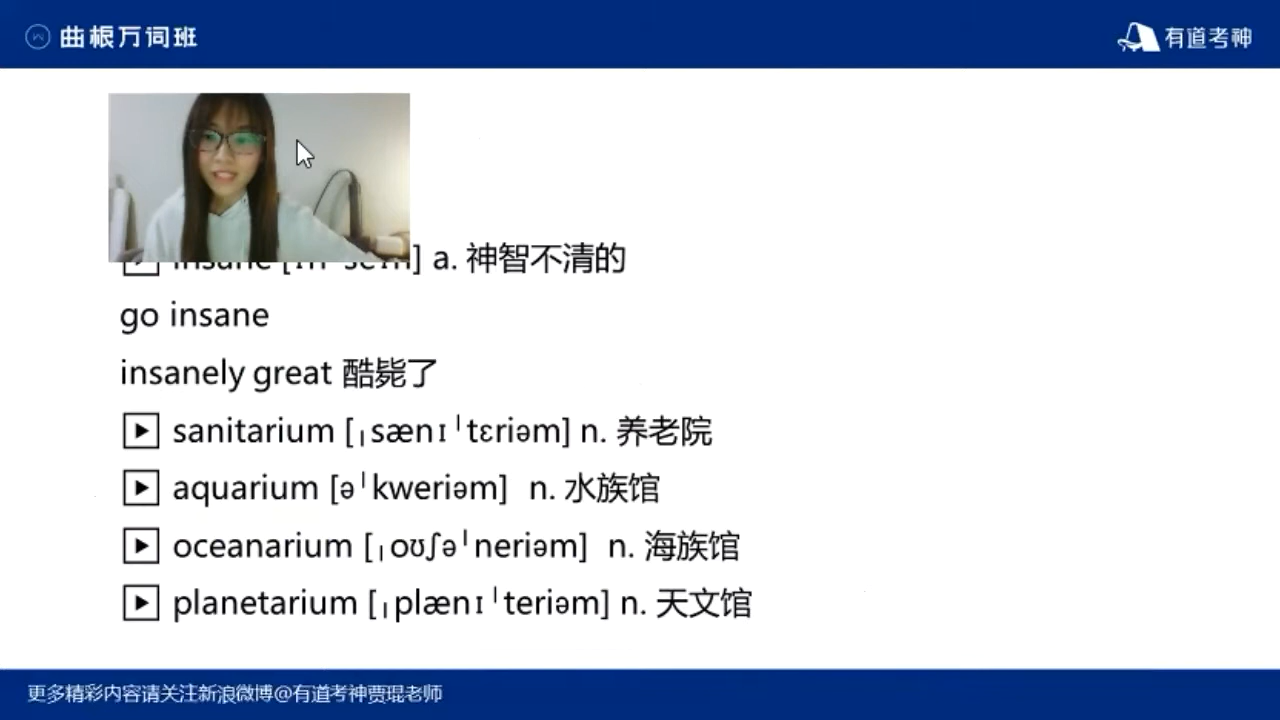 曲根万词班
有道考神
insane [ɪnˈseɪn] a. 神智不清的
go insane
insanely great 酷毙了
sanitarium [ˌsænɪˈtɛriəm] n. 养老院
aquarium [əˈkweriəm] n. 水族馆
oceanarium [ˌoʊʃəˈneriəm] n. 海族馆
planetarium [ˌplænɪˈteriəm] n. 天文馆
更多精彩内容请关注新浪微博@有道考神贾琨老师